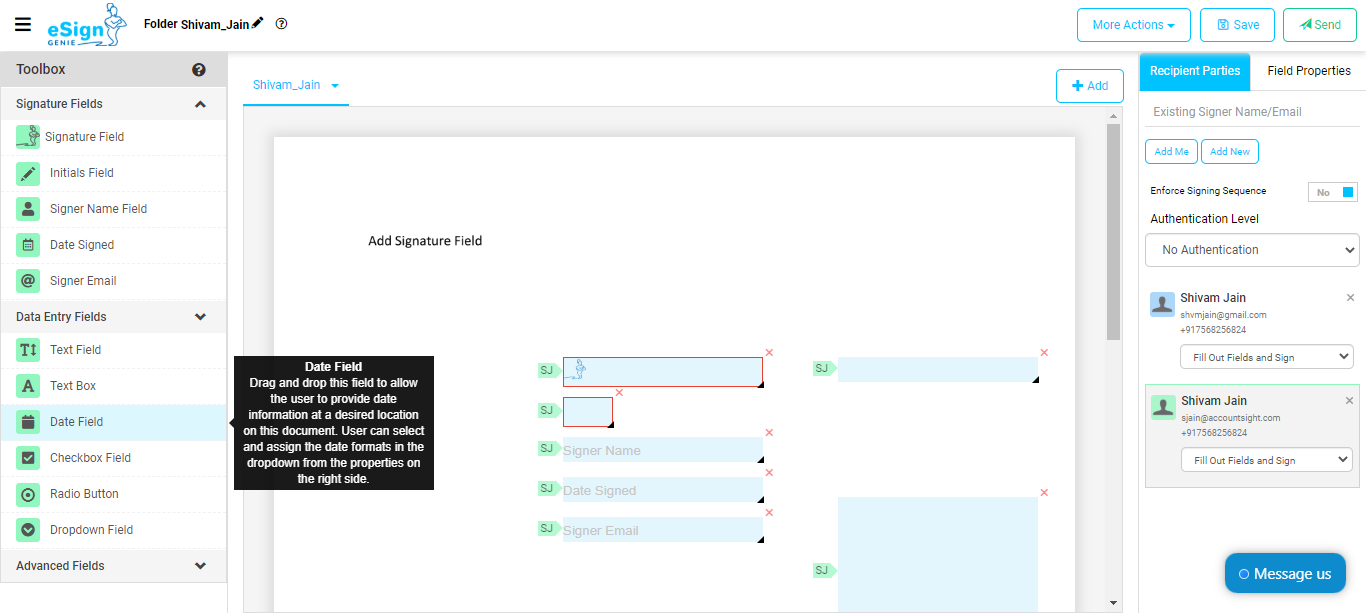 eSign
GENIE
Folder Shivam_Jain
More Actions
Save
Send
Toolbox
Signature Fields
Signature Field
Initials Field
Signer Name Field
Date Signed
Signer Email
Data Entry Fields
Text Field
Text Box
Date Field
Checkbox Field
Radio Button
Dropdown Field
Advanced Fields
Date Field
Drag and drop this field to allow
the user to provide date
information at a desired location
on this document. User can select
and assign the date formats in the
dropdown from the properties on
the right side.
Shivam_Jain
Add
Add Signature Field
SJ
SJ
SJ
SJ Signer Name
SJ Date Signed
SJ Signer Email
SJ
Recipient Parties
Field Properties
Existing Signer Name/Email
Add Me
Add New
Enforce Signing Sequence
No
Authentication Level
No Authentication
Shivam Jain
shvmjain@gmail.com
+917568256824
Fill Out Fields and Sign
Shivam Jain
sjain@accountsight.com
+917568256824
Fill Out Fields and Sign
Message us